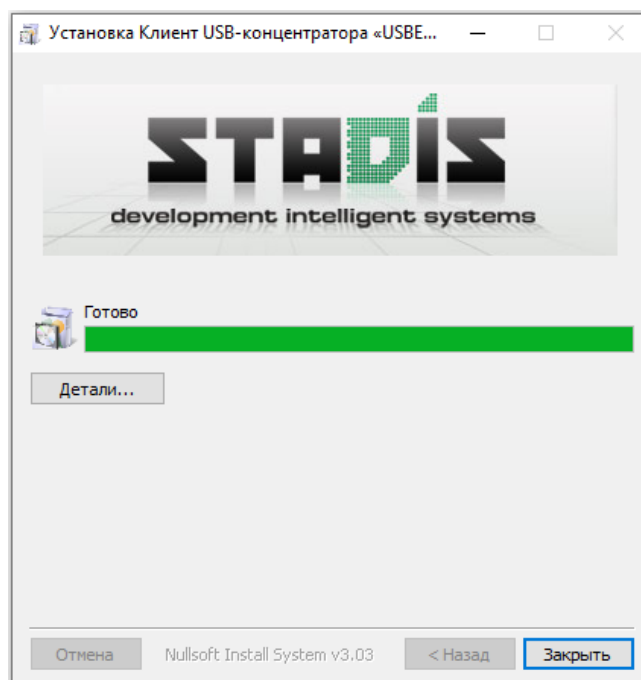 Установка Клиент USB-концентратора «USBE...
STADIS
development intelligent systems
Готово
Детали...
Отмена
Nullsoft Install System v3.03
< Назад
Закрыть